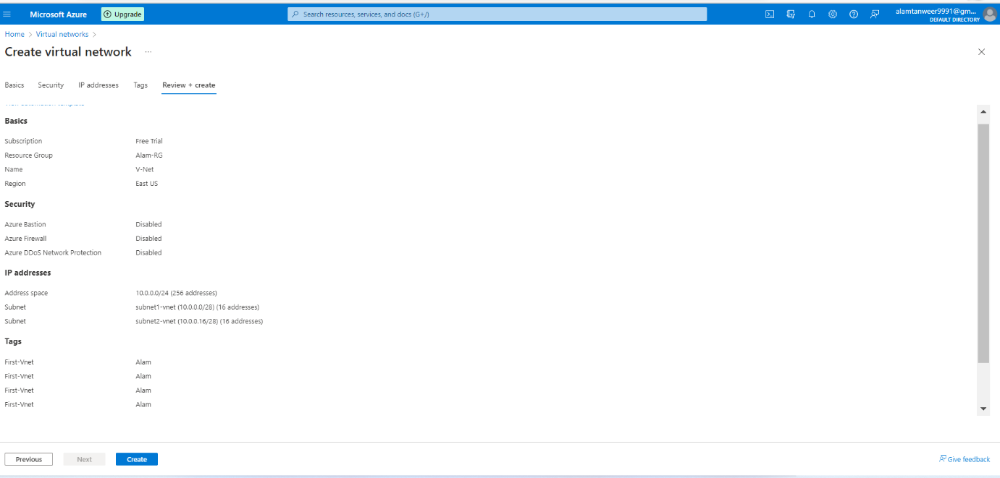 Microsoft Azure
Upgrade
Search resources, services, and docs (G+/)
alamtanweer9991@gm...
DEFAULT DIRECTORY
Home > Virtual networks >
Create virtual network ...
Basics Security IP addresses Tags Review + create
View automation template
Basics
Subscription Free Trial
Resource Group Alam-RG
Name V-Net
Region East US
Security
Azure Bastion Disabled
Azure Firewall Disabled
Azure DDoS Network Protection Disabled
IP addresses
Address space 10.0.0.0/24 (256 addresses)
Subnet subnet1-vnet (10.0.0.0/28) (16 addresses)
Subnet subnet2-vnet (10.0.0.16/28) (16 addresses)
Tags
First-Vnet Alam
First-Vnet Alam
First-Vnet Alam
First-Vnet Alam
Previous Next Create Give feedback